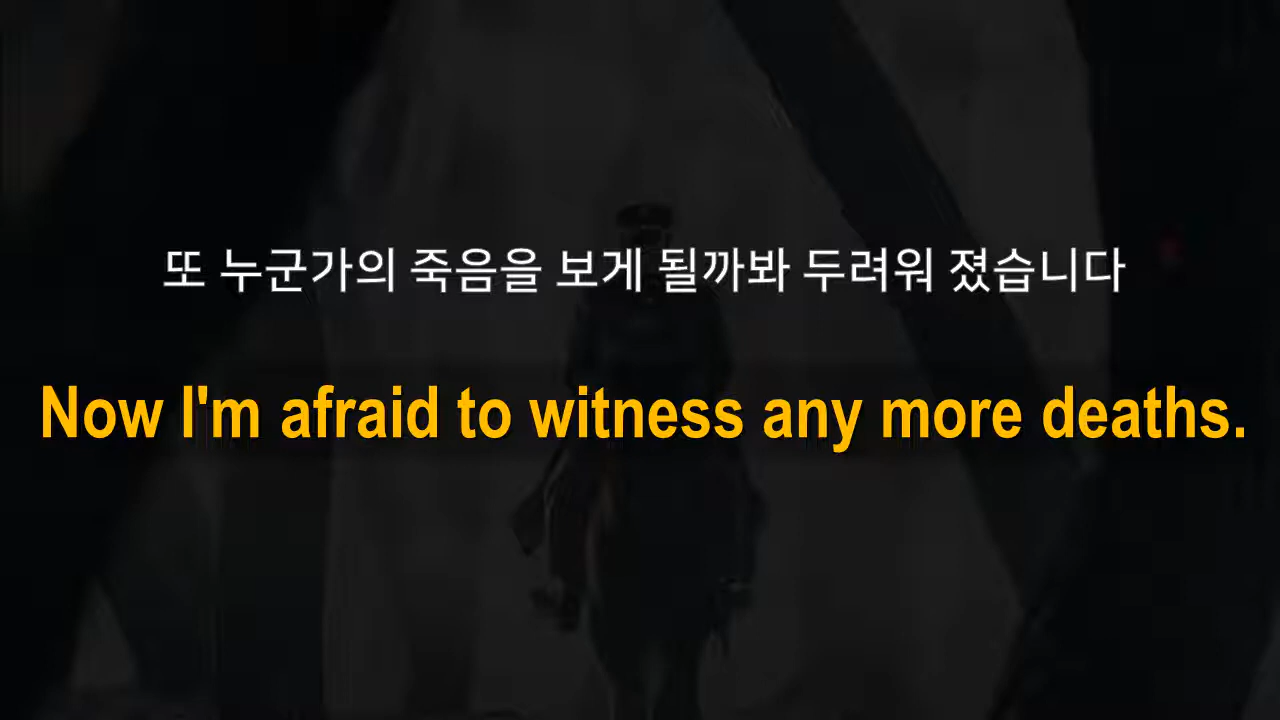 또 누군가의 죽음을 보게 될까봐 두려워 졌습니다
Now I'm afraid to witness any more deaths.